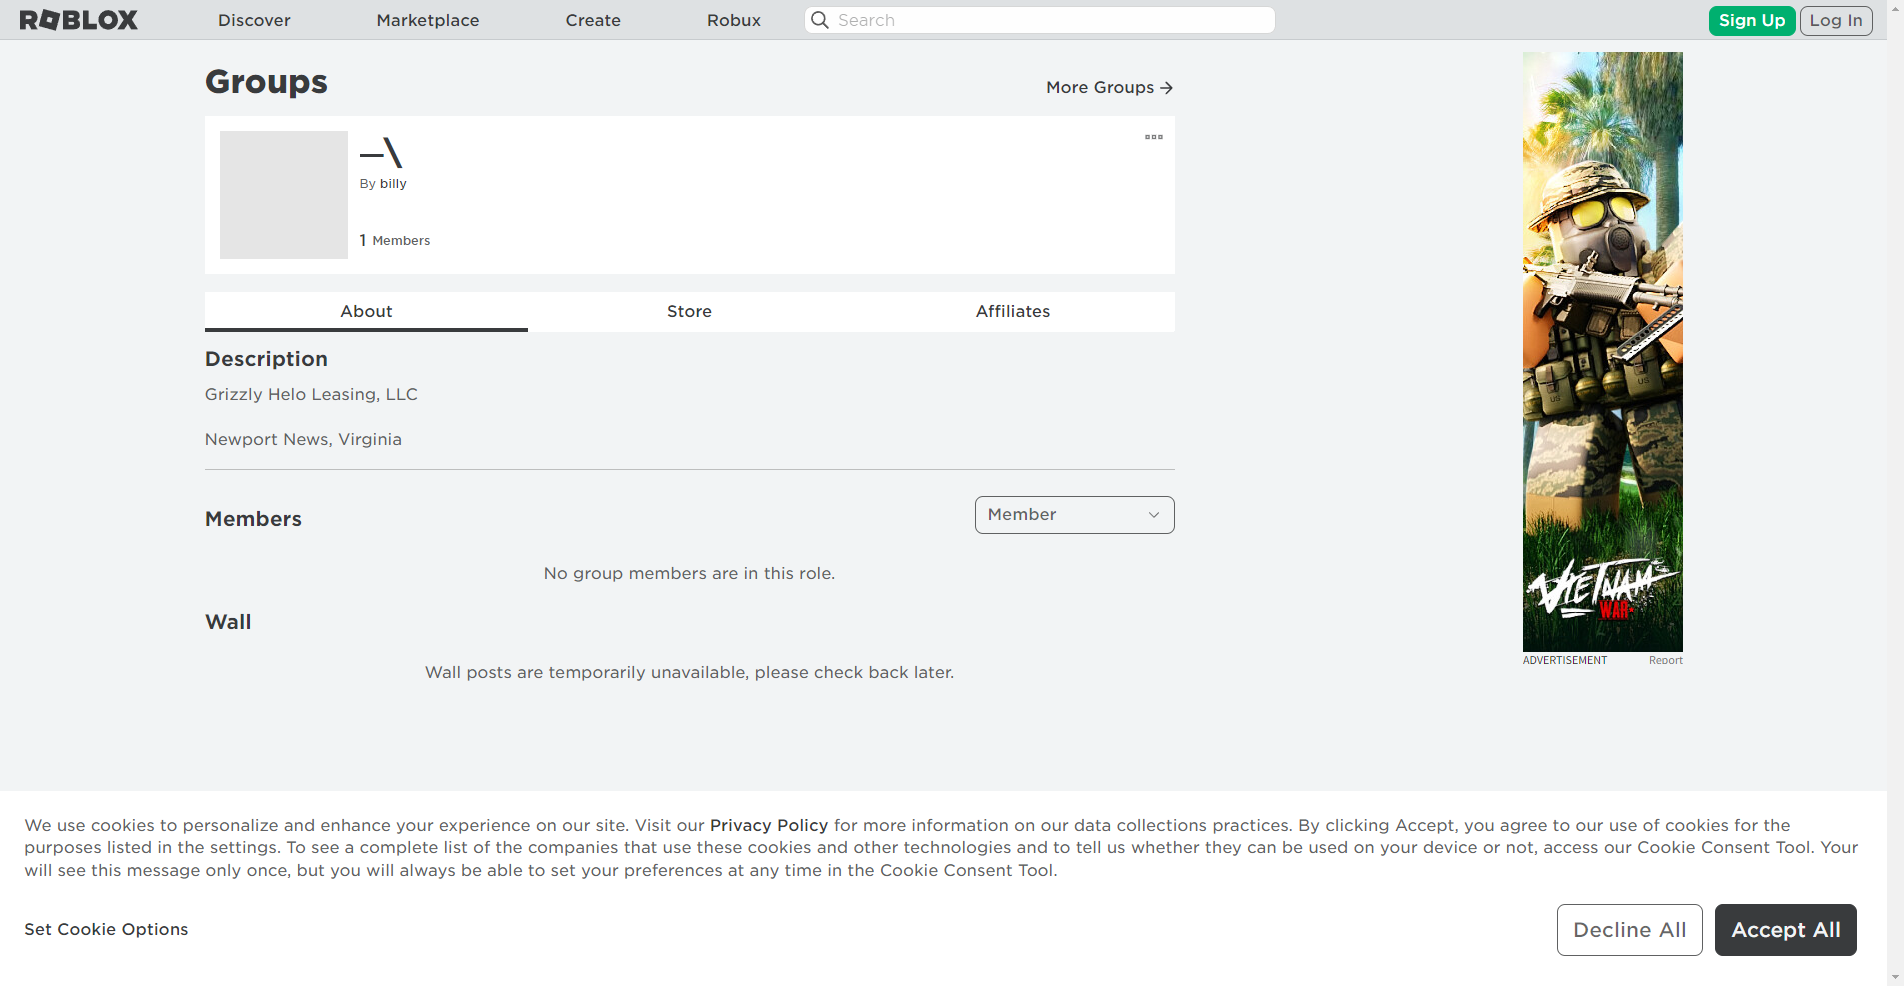 ROBLOX
Discover
Marketplace
Create
Robux
Search
Sign Up
Log In
Groups
More Groups →
—\
By billy
1 Members
About
Store
Affiliates
Description
Grizzly Helo Leasing, LLC
Newport News, Virginia
Members
Member
No group members are in this role.
Wall
Wall posts are temporarily unavailable, please check back later.
US
US
VIETNAM
WAR
ADVERTISEMENT
Report
We use cookies to personalize and enhance your experience on our site. Visit our Privacy Policy for more information on our data collections practices. By clicking Accept, you agree to our use of cookies for the
purposes listed in the settings. To see a complete list of the companies that use these cookies and other technologies and to tell us whether they can be used on your device or not, access our Cookie Consent Tool. Your
will see this message only once, but you will always be able to set your preferences at any time in the Cookie Consent Tool.
Set Cookie Options
Decline All
Accept All